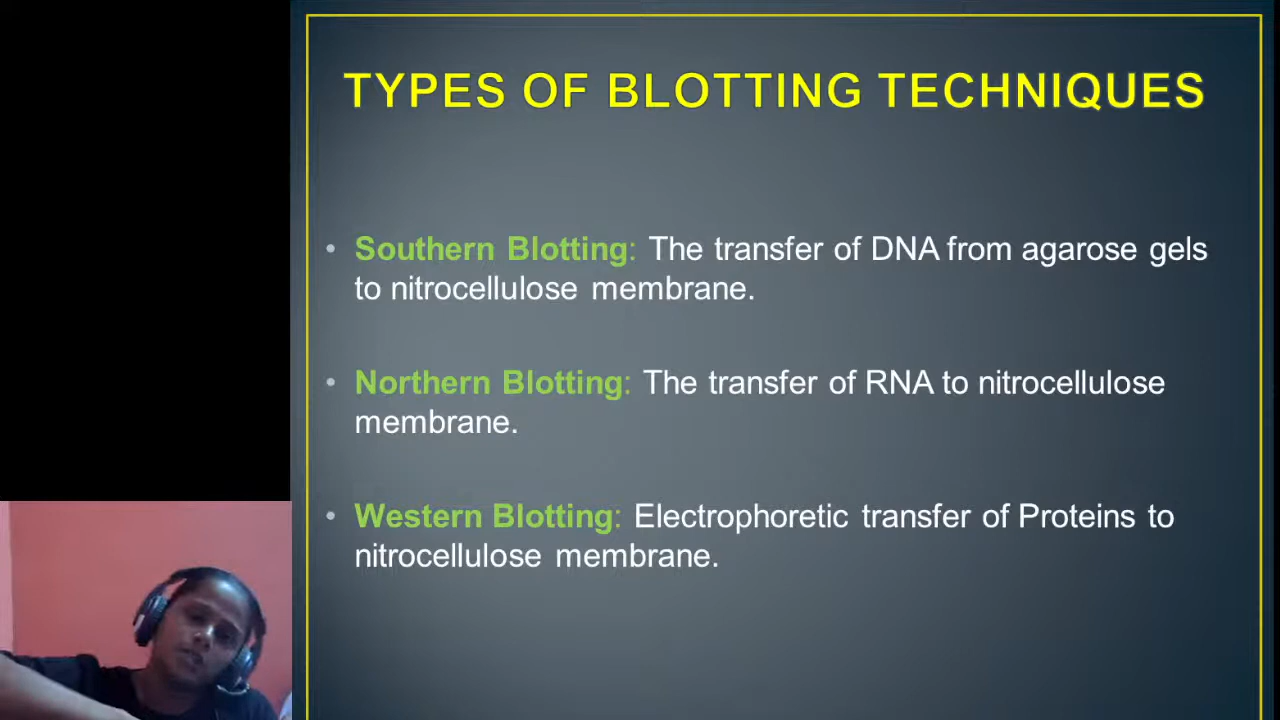 TYPES OF BLOTTING TECHNIQUES
• Southern Blotting: The transfer of DNA from agarose gels
to nitrocellulose membrane.
• Northern Blotting: The transfer of RNA to nitrocellulose
membrane.
• Western Blotting: Electrophoretic transfer of Proteins to
nitrocellulose membrane.